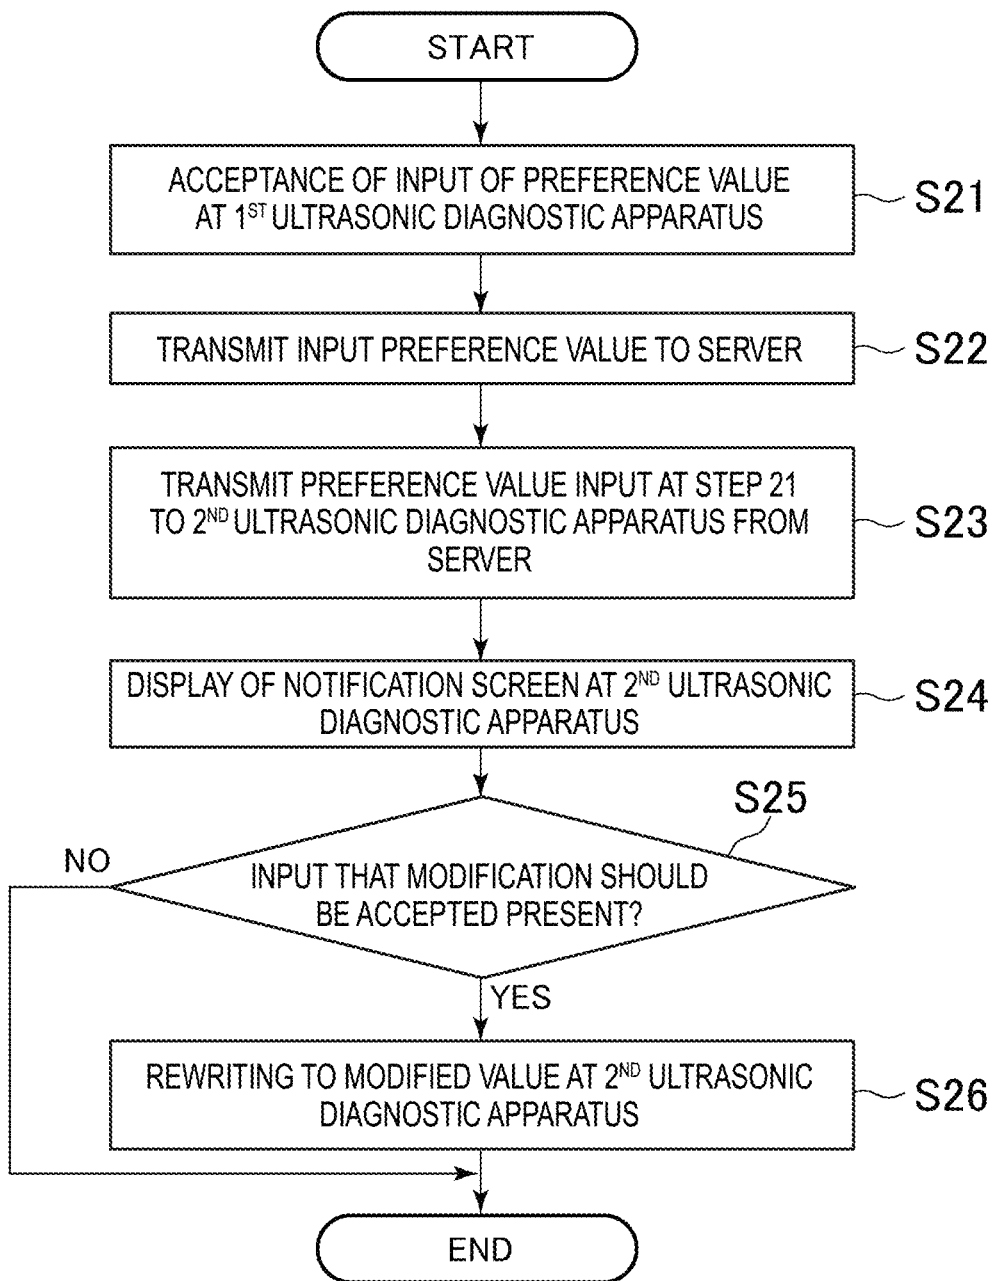 START
ACCEPTANCE OF INPUT OF PREFERENCE VALUE
AT 1ST ULTRASONIC DIAGNOSTIC APPARATUS
S21
TRANSMIT INPUT PREFERENCE VALUE TO SERVER
S22
TRANSMIT PREFERENCE VALUE INPUT AT STEP 21
TO 2ND ULTRASONIC DIAGNOSTIC APPARATUS FROM
SERVER
S23
DISPLAY OF NOTIFICATION SCREEN AT 2ND ULTRASONIC
DIAGNOSTIC APPARATUS
S24
S25
NO
INPUT THAT MODIFICATION SHOULD
BE ACCEPTED PRESENT?
YES
REWRITING TO MODIFIED VALUE AT 2ND ULTRASONIC
DIAGNOSTIC APPARATUS
S26
END